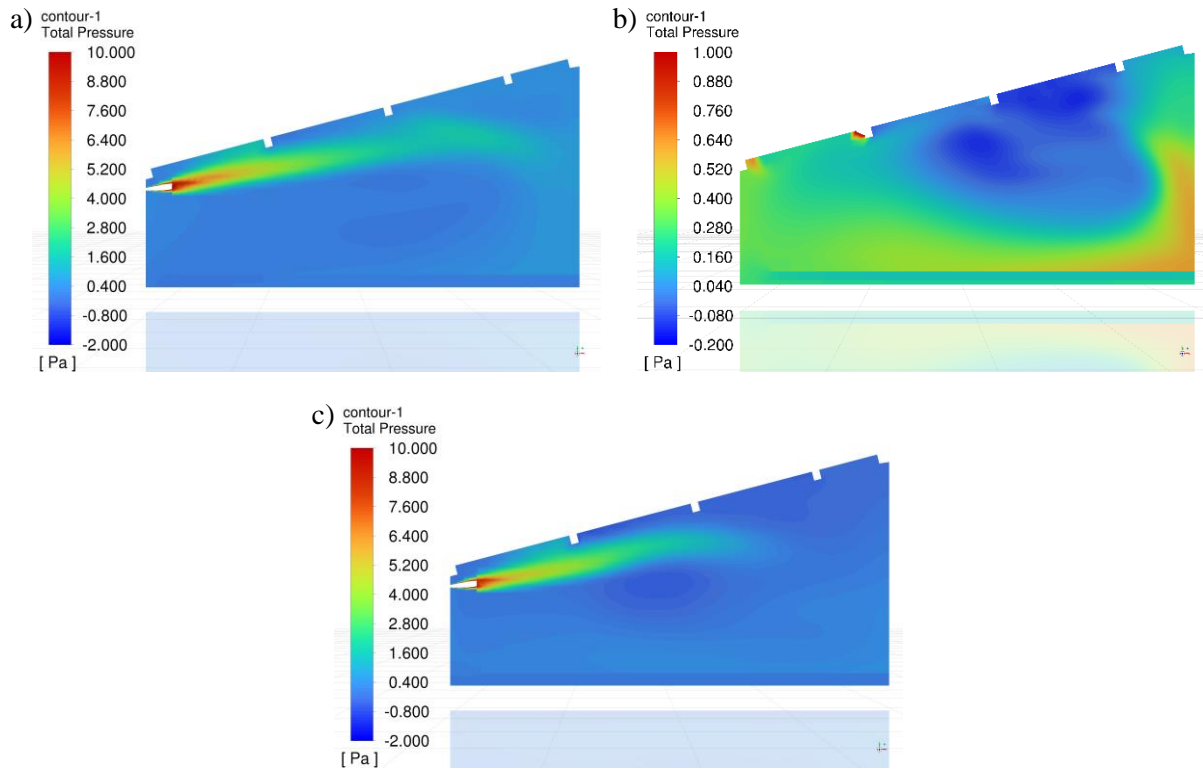 a)
contour-1
Total Pressure
10.000
8.800
7.600
6.400
5.200
4.000
2.800
1.600
0.400
-0.800
-2.000
[ Pa ]
b)
contour-1
Total Pressure
1.000
0.880
0.760
0.640
0.520
0.400
0.280
0.160
0.040
-0.080
-0.200
[ Pa ]
c)
contour-1
Total Pressure
10.000
8.800
7.600
6.400
5.200
4.000
2.800
1.600
0.400
-0.800
-2.000
[ Pa ]